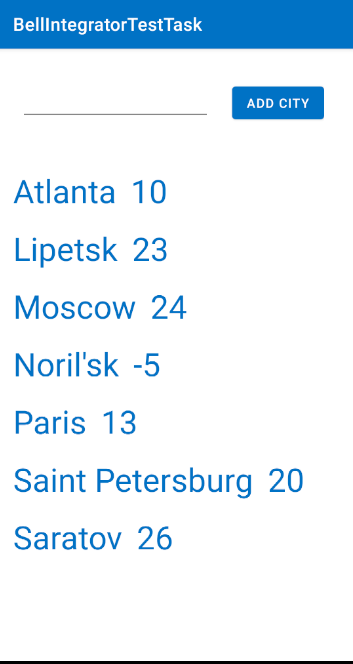 BellIntegratorTestTask
ADD CITY
Atlanta 10
Lipetsk 23
Moscow 24
Noril'sk -5
Paris 13
Saint Petersburg 20
Saratov 26